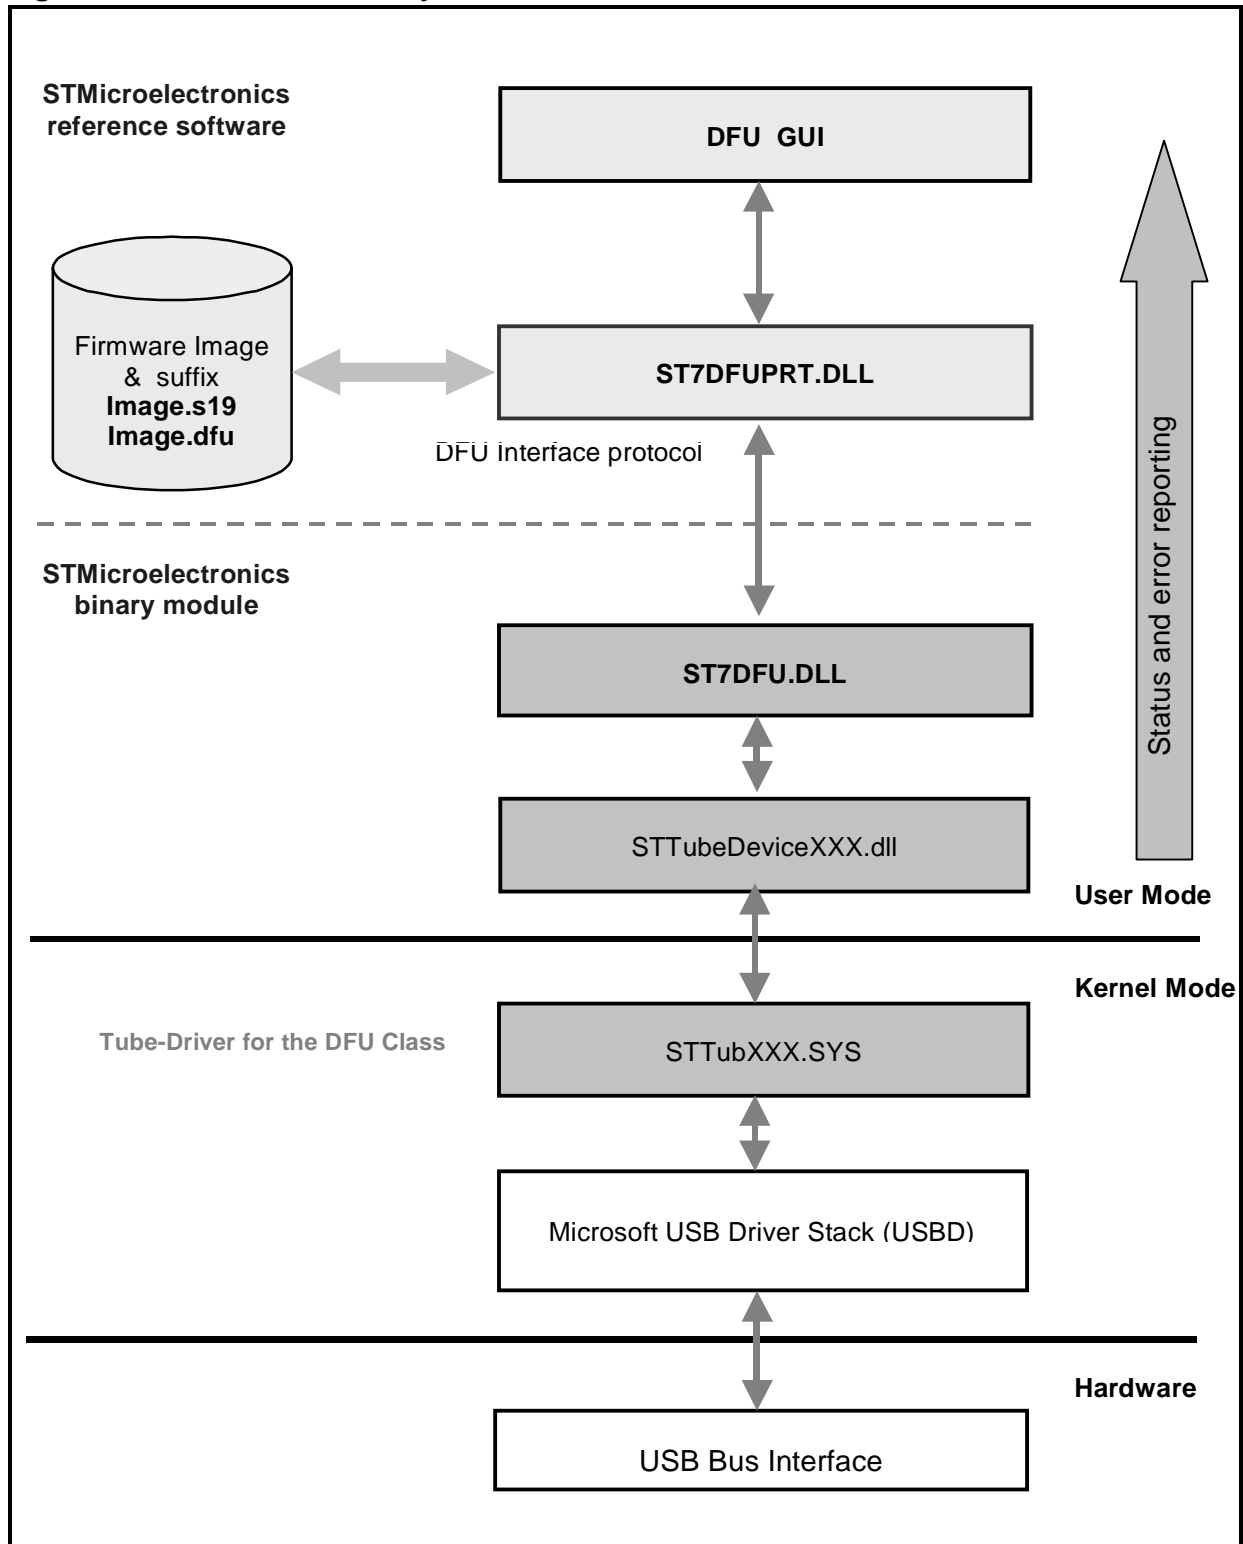 STMicroelectronics
reference software
DFU GUI
Firmware Image
& suffix
Image.s19
Image.dfu
ST7DFUPRT.DLL
DFU Interface protocol
Status and error reporting
STMicroelectronics
binary module
ST7DFU.DLL
STTubeDeviceXXX.dll
User Mode
Kernel Mode
Tube-Driver for the DFU Class
STTubXXX.SYS
Microsoft USB Driver Stack (USBD)
Hardware
USB Bus Interface